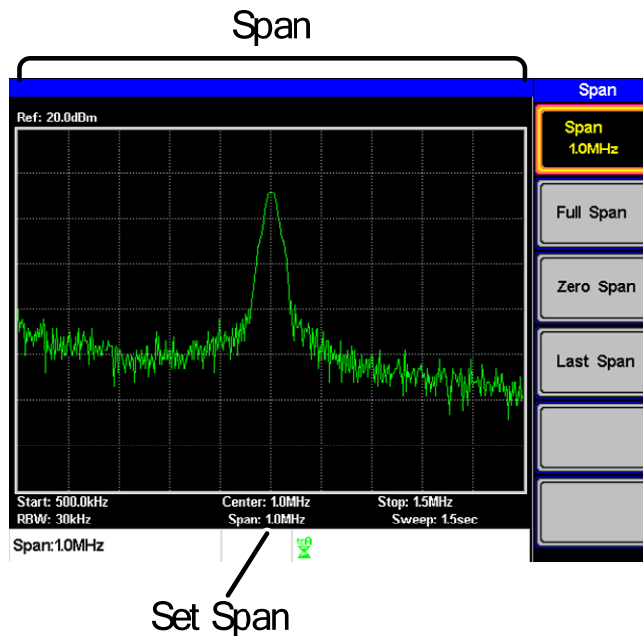 Span
Span
Ref: 20.0dBm
Span
1.0MHz
Full Span
Zero Span
Last Span
Start: 500.0kHz Center: 1.0MHz Stop: 1.5MHz
RBW: 30kHz Span: 1.0MHz Sweep: 1.5sec
Span:1.0MHz trA
Set Span